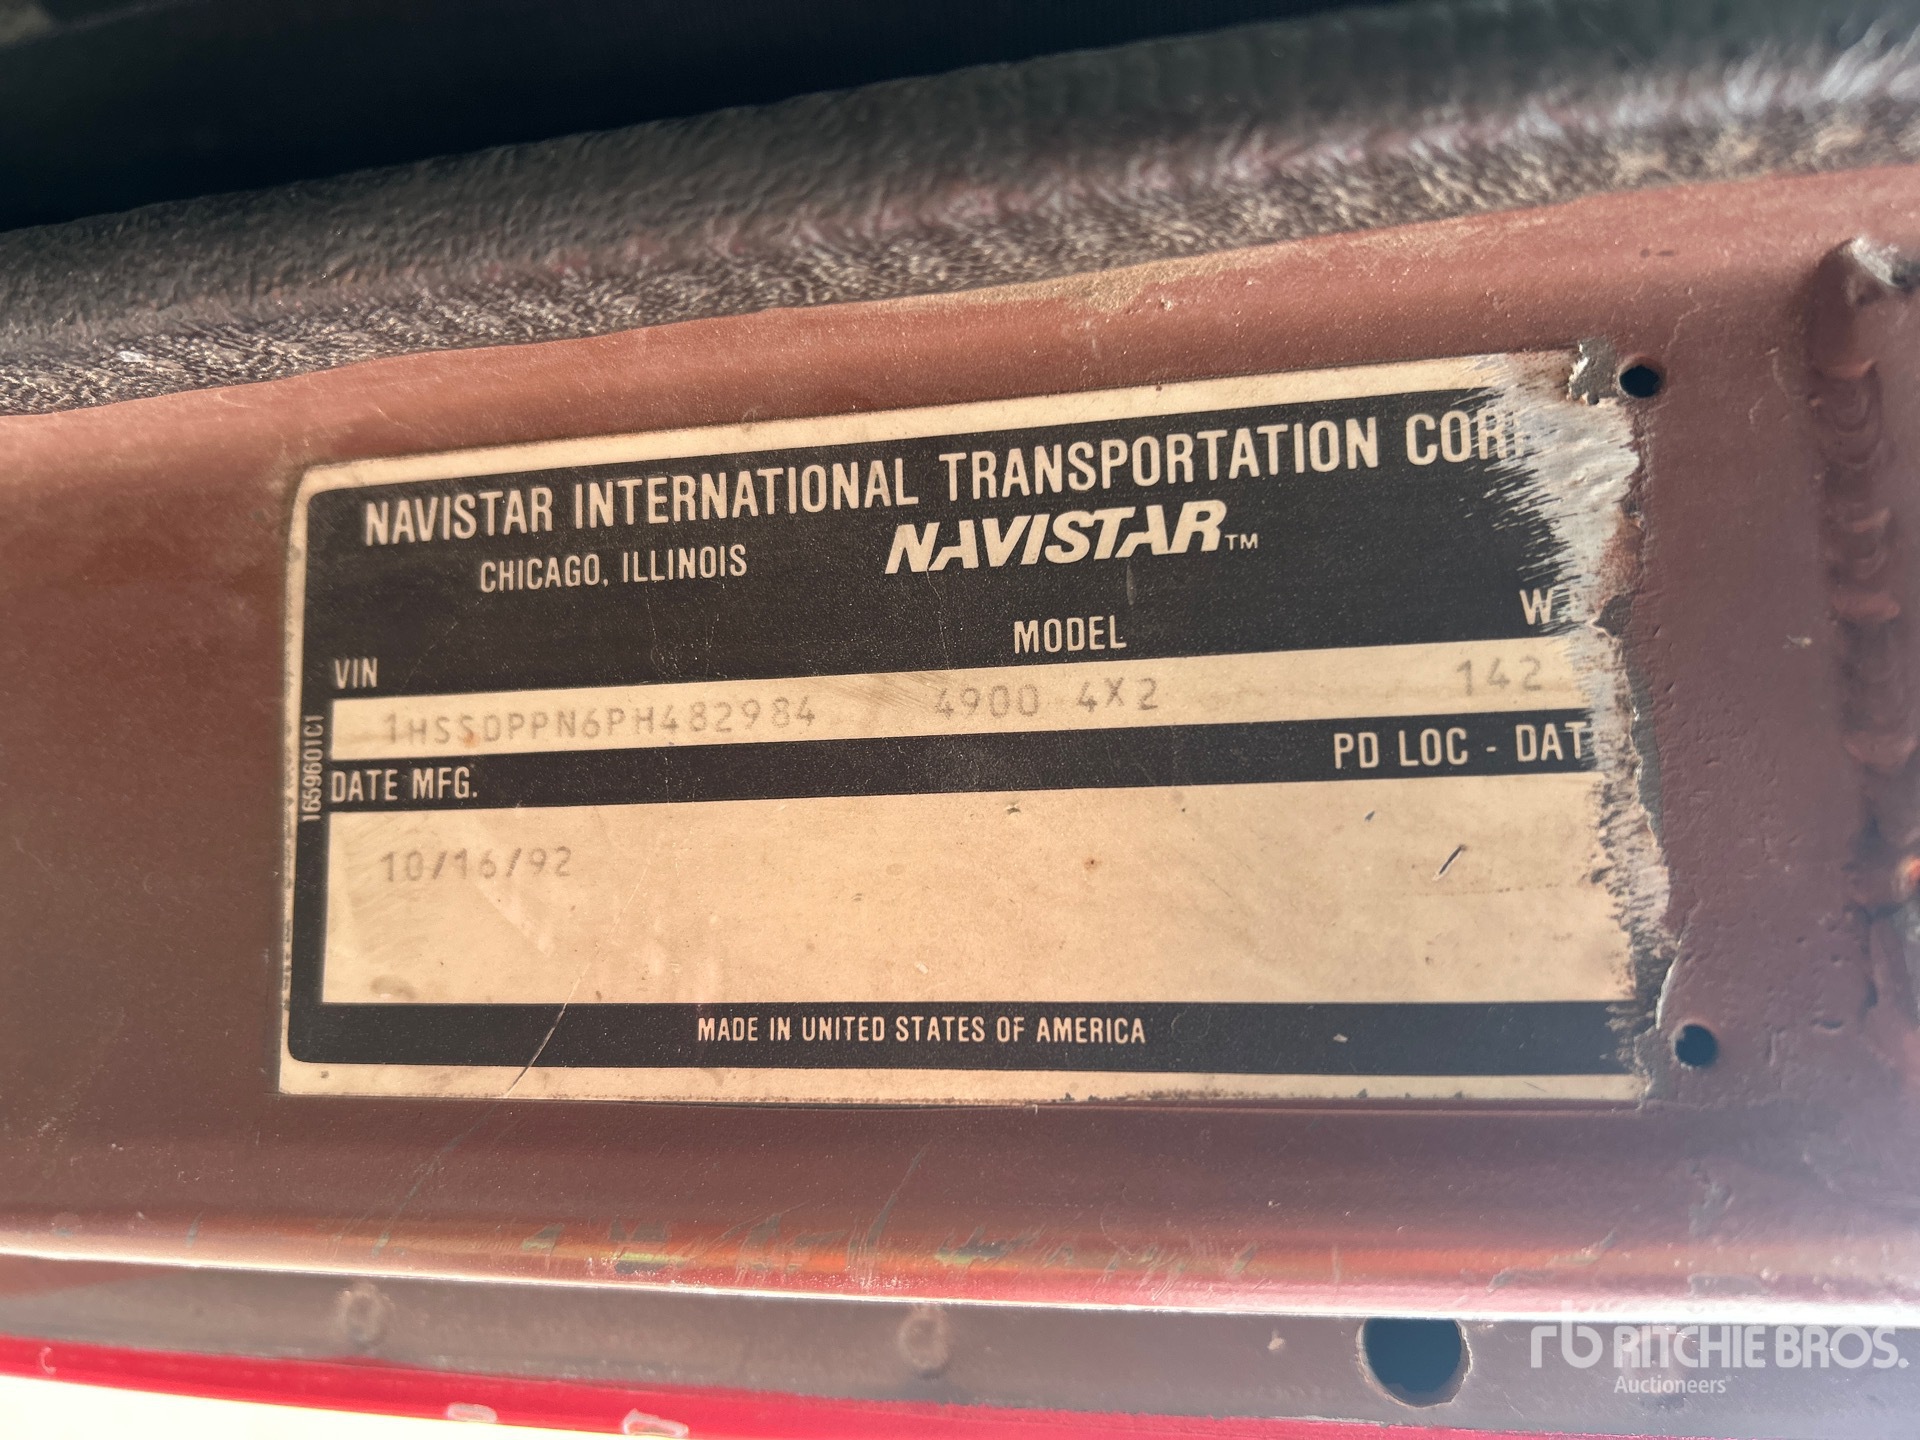 NAVISTAR INTERNATIONAL TRANSPORTATION CORP
CHICAGO, ILLINOIS NAVISTAR™
VIN MODEL W
1HSSDPPN6PH482984 4900 4X2 142
DATE MFG. PD LOC - DAT
10/16/92
MADE IN UNITED STATES OF AMERICA
1659601C1
rb RITCHIE BROS.
Auctioneers